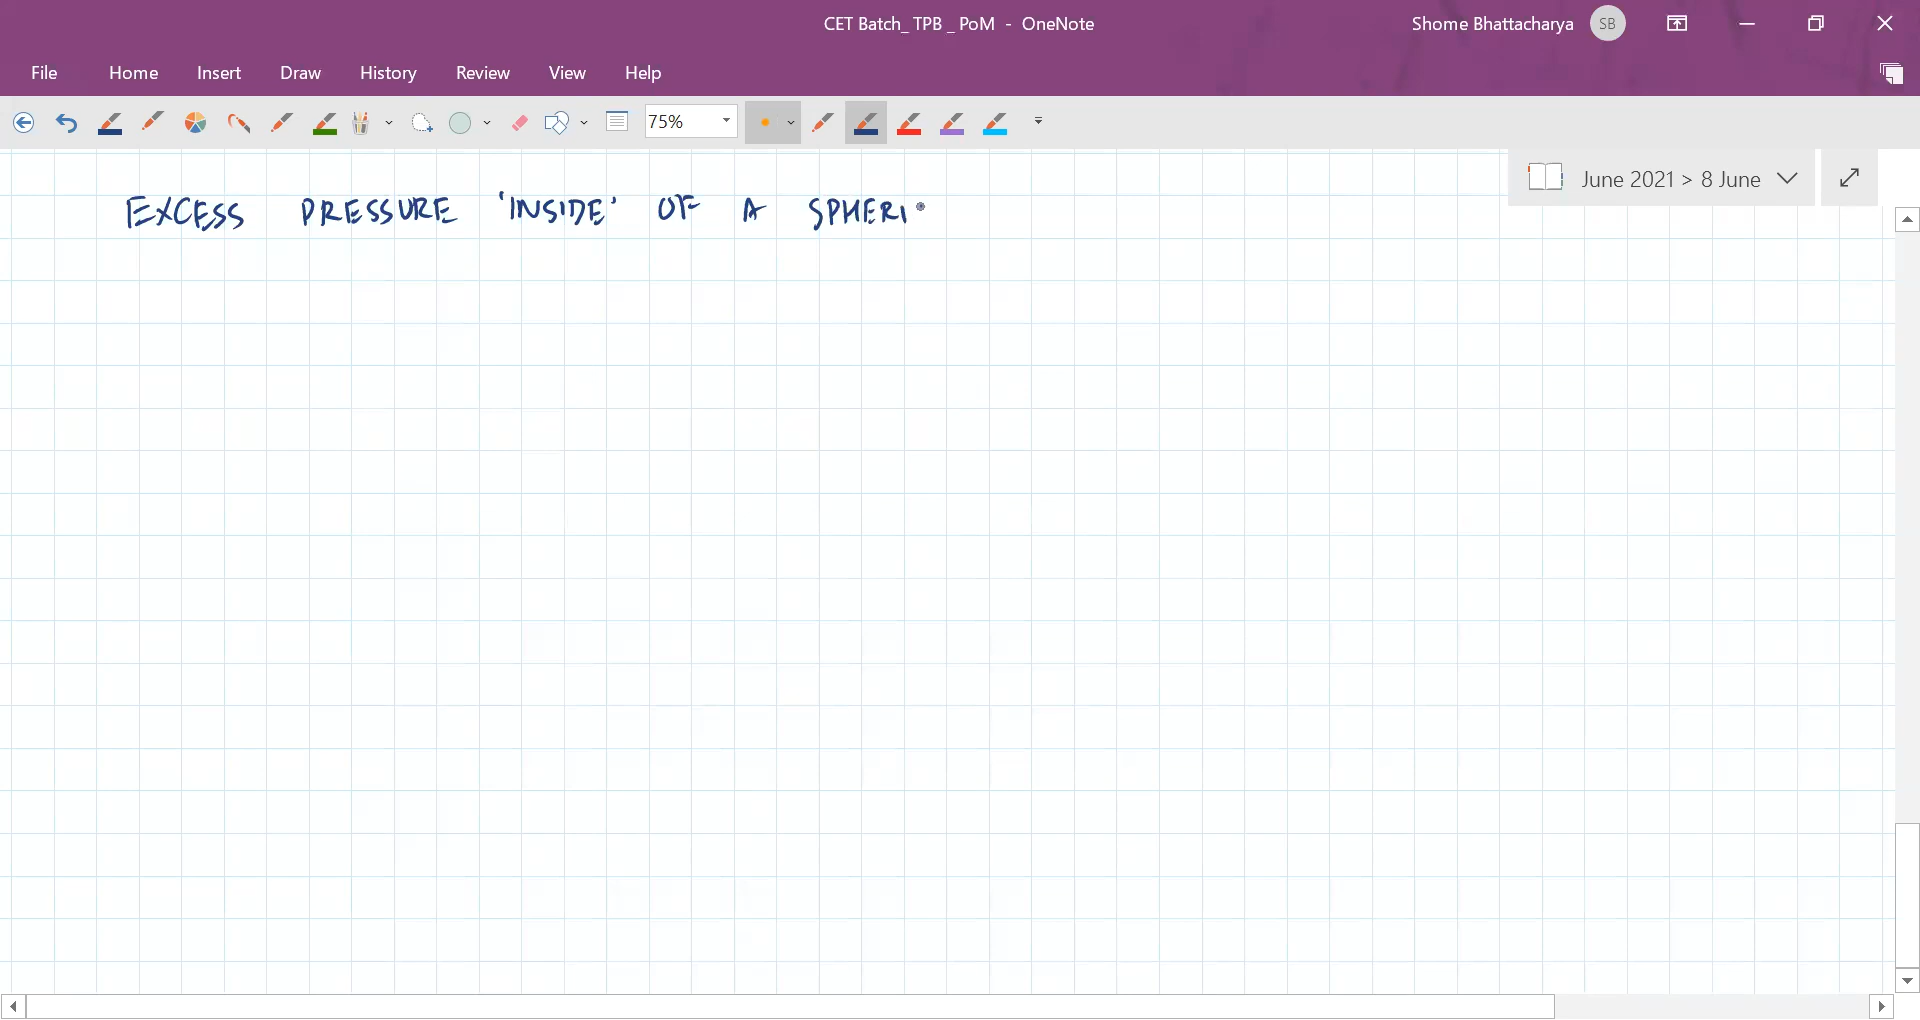 CET Batch_ TPB _ PoM - OneNote
Shome Bhattacharya SB
File Home Insert Draw History Review View Help
75%
June 2021 > 8 June
EXCESS PRESSURE 'INSIDE' OF A SPHERI